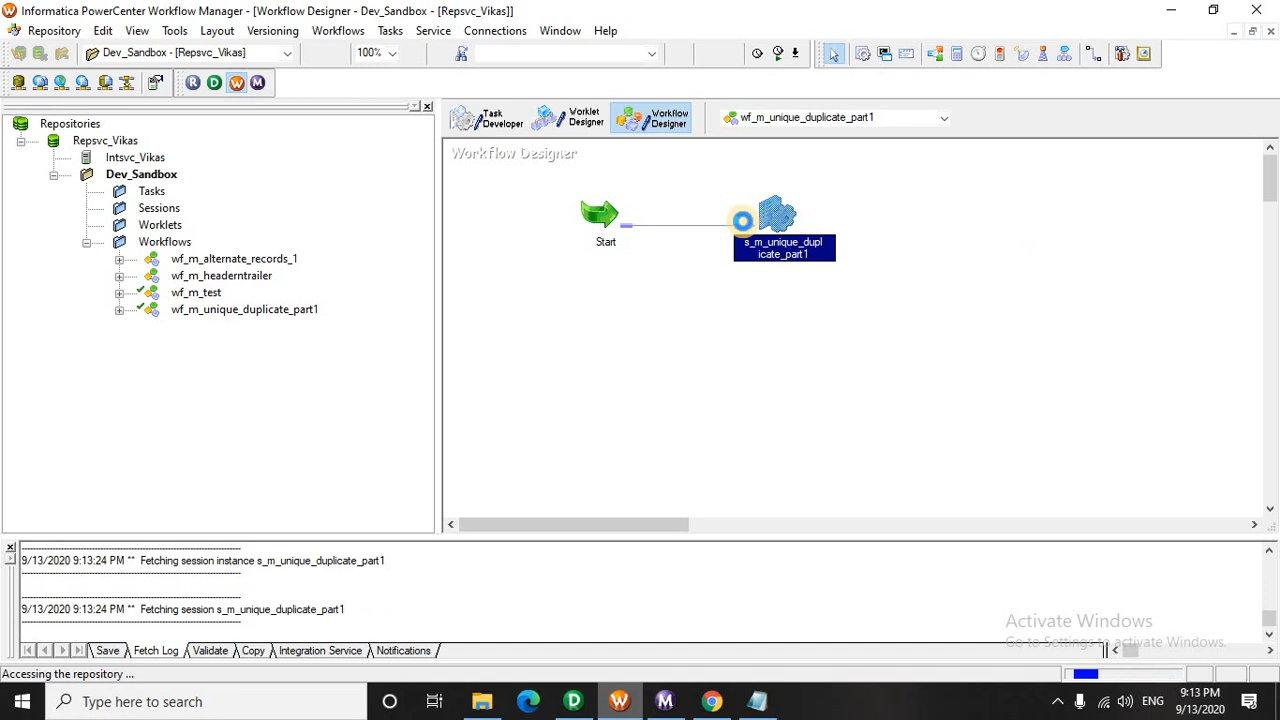 Informatica PowerCenter Workflow Manager - [Workflow Designer - Dev_Sandbox - [Repsvc_Vikas]]
Repository Edit View Tools Layout Versioning Workflows Tasks Service Connections Window Help
Dev_Sandbox - [Repsvc_Vikas] 100%
R D W M
Repositories
Repsvc_Vikas
Intsvc_Vikas
Dev_Sandbox
Tasks
Sessions
Worklets
Workflows
wf_m_alternate_records_1
wf_m_headerntrailer
wf_m_test
wf_m_unique_duplicate_part1
Task Developer
Worklet Designer
Workflow Designer
wf_m_unique_duplicate_part1
Workflow Designer
Start
s_m_unique_dupl
icate_part1
9/13/2020 9:13:24 PM ** Fetching session instance s_m_unique_duplicate_part1
9/13/2020 9:13:24 PM ** Fetching session s_m_unique_duplicate_part1
Activate Windows
Go to Settings to activate Windows.
Save Fetch Log Validate Copy Integration Service Notifications
Accessing the repository ...
Type here to search
D W M
ENG
9:13 PM
9/13/2020